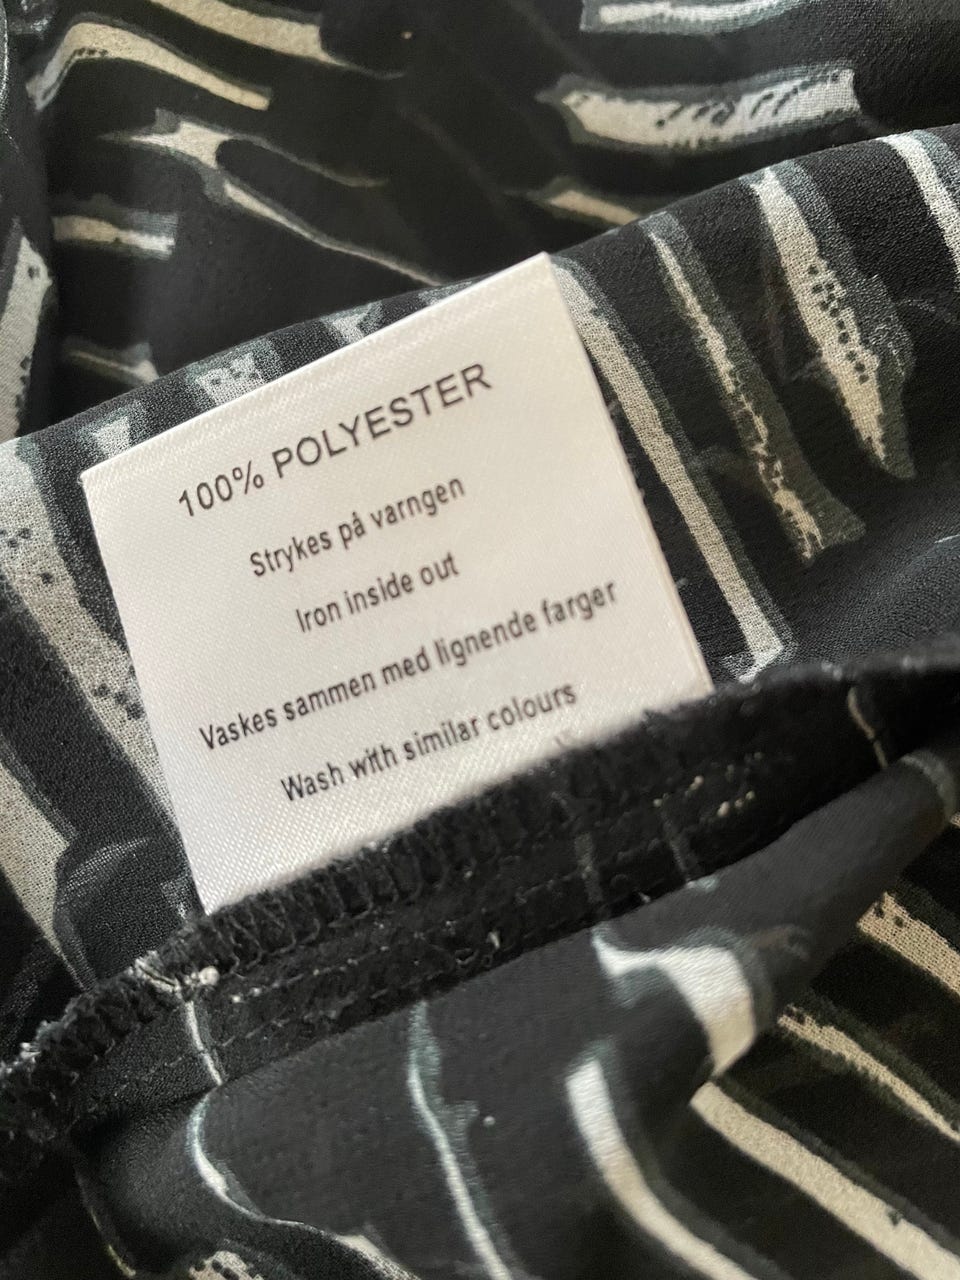 100% POLYESTER
Strykes på varngen
Iron inside out
Vaskes sammen med lignende farger
Wash with similar colours